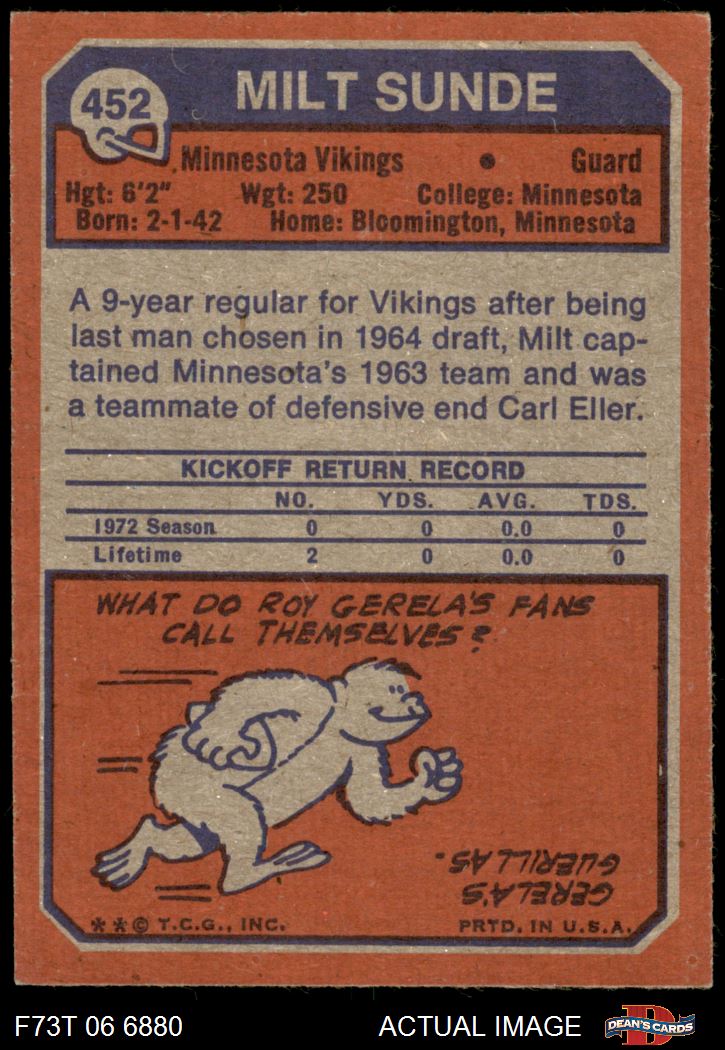 452
MILT SUNDE
Minnesota Vikings • Guard
Hgt: 6'2" Wgt: 250 College: Minnesota
Born: 2-1-42 Home: Bloomington, Minnesota
A 9-year regular for Vikings after being
last man chosen in 1964 draft, Milt cap-
tained Minnesota's 1963 team and was
a teammate of defensive end Carl Eller.
KICKOFF RETURN RECORD
NO. YDS. AVG. TDS.
1972 Season 0 0 0.0 0
Lifetime 2 0 0.0 0
WHAT DO ROY GERELA'S FANS
CALL THEMSELVES?
GERELA'S
GUERILLAS.
** © T.C.G., INC. PRTD. IN U.S.A.
F73T 06 6880 ACTUAL IMAGE
D
DEAN'S CARDS